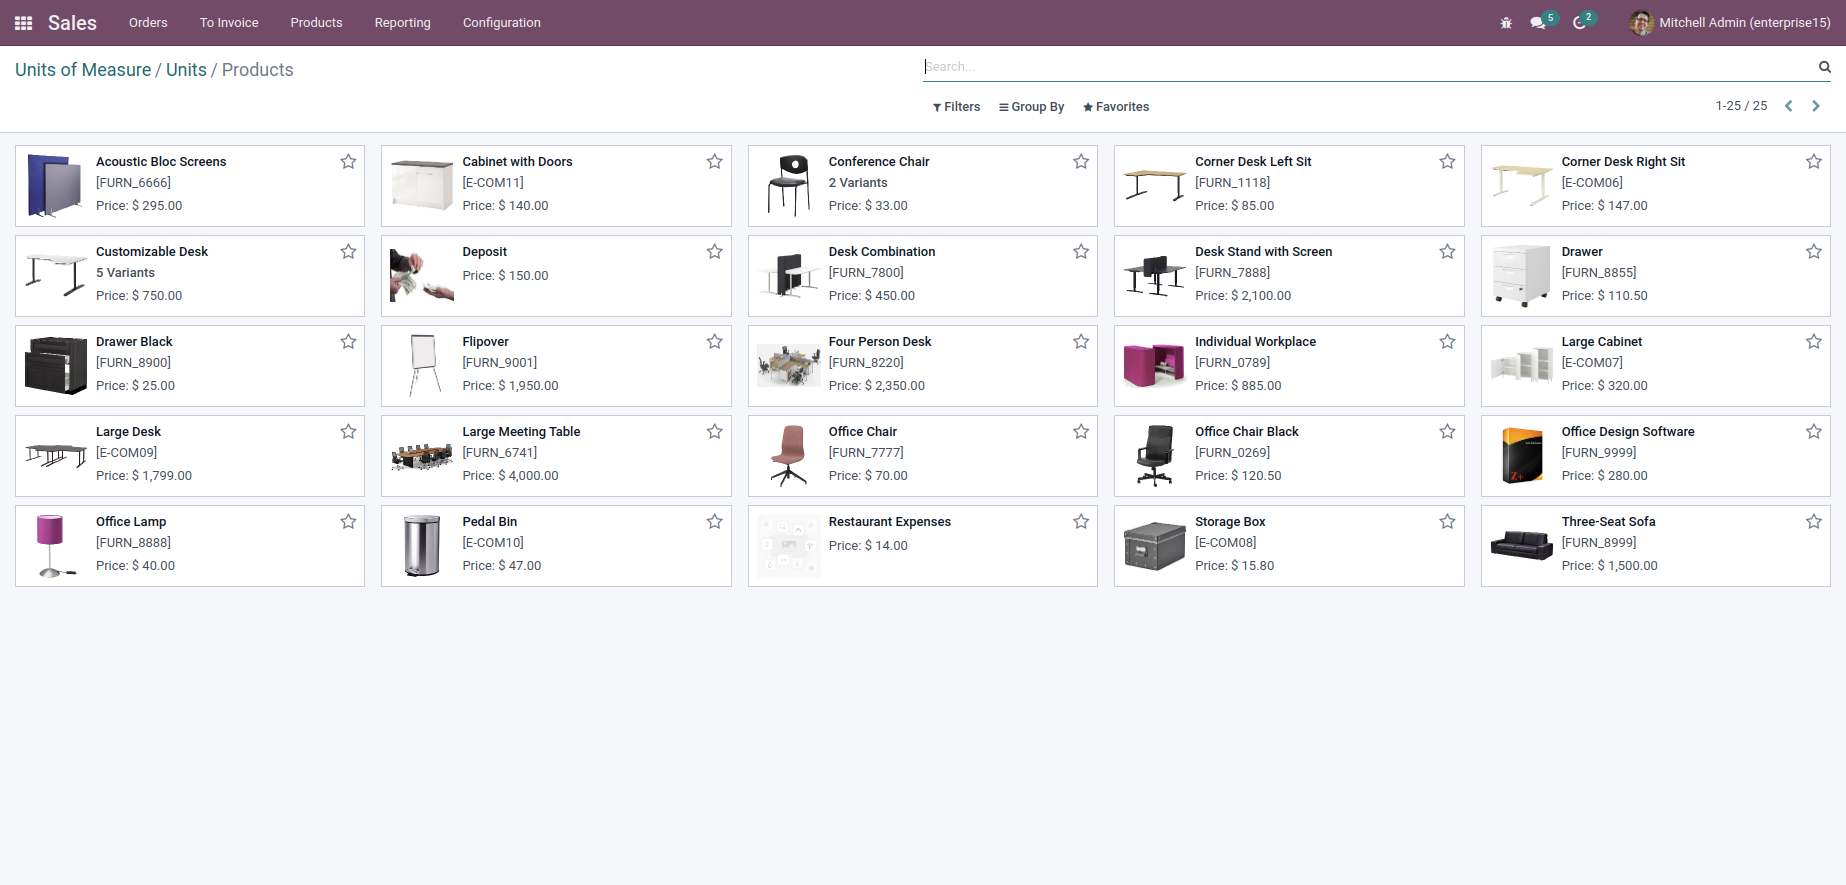 Sales Orders To Invoice Products Reporting Configuration 5 2 Mitchell Admin (enterprise15)
Units of Measure / Units / Products
Search...
Filters Group By Favorites 1-25 / 25
Acoustic Bloc Screens
[FURN_6666]
Price: $ 295.00
Cabinet with Doors
[E-COM11]
Price: $ 140.00
Conference Chair
2 Variants
Price: $ 33.00
Corner Desk Left Sit
[FURN_1118]
Price: $ 85.00
Corner Desk Right Sit
[E-COM06]
Price: $ 147.00
Customizable Desk
5 Variants
Price: $ 750.00
Deposit
Price: $ 150.00
Desk Combination
[FURN_7800]
Price: $ 450.00
Desk Stand with Screen
[FURN_7888]
Price: $ 2,100.00
Drawer
[FURN_8855]
Price: $ 110.50
Drawer Black
[FURN_8900]
Price: $ 25.00
Flipover
[FURN_9001]
Price: $ 1,950.00
Four Person Desk
[FURN_8220]
Price: $ 2,350.00
Individual Workplace
[FURN_0789]
Price: $ 885.00
Large Cabinet
[E-COM07]
Price: $ 320.00
Large Desk
[E-COM09]
Price: $ 1,799.00
Large Meeting Table
[FURN_6741]
Price: $ 4,000.00
Office Chair
[FURN_7777]
Price: $ 70.00
Office Chair Black
[FURN_0269]
Price: $ 120.50
Z+
Office Design Software
[FURN_9999]
Price: $ 280.00
Office Lamp
[FURN_8888]
Price: $ 40.00
Pedal Bin
[E-COM10]
Price: $ 47.00
Restaurant Expenses
Price: $ 14.00
Storage Box
[E-COM08]
Price: $ 15.80
Three-Seat Sofa
[FURN_8999]
Price: $ 1,500.00